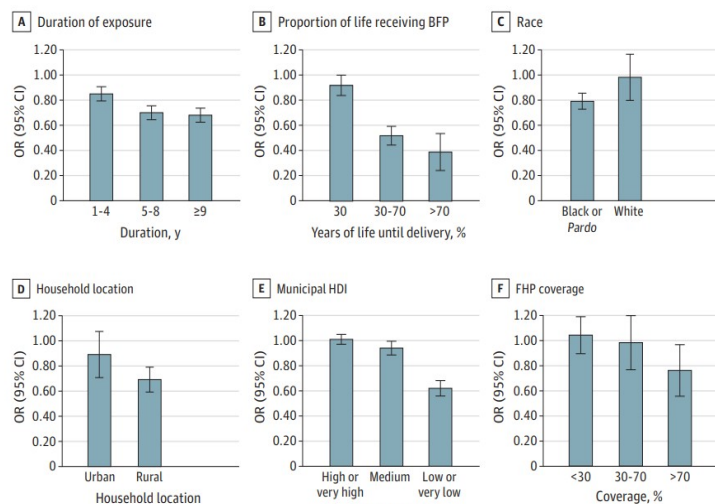 A Duration of exposure
OR (95% CI)
1.20
1.00
0.80
0.60
0.40
0.20
0
1-4 5-8 ≥9
Duration, y
B Proportion of life receiving BFP
OR (95% CI)
1.20
1.00
0.80
0.60
0.40
0.20
0
30 30-70 >70
Years of life until delivery, %
C Race
OR (95% CI)
1.20
1.00
0.80
0.60
0.40
0.20
0
Black or White
Pardo
D Household location
OR (95% CI)
1.20
1.00
0.80
0.60
0.40
0.20
0
Urban Rural
Household location
E Municipal HDI
OR (95% CI)
1.20
1.00
0.80
0.60
0.40
0.20
0
High or Medium Low or
very high very low
F FHP coverage
OR (95% CI)
1.20
1.00
0.80
0.60
0.40
0.20
0
<30 30-70 >70
Coverage, %